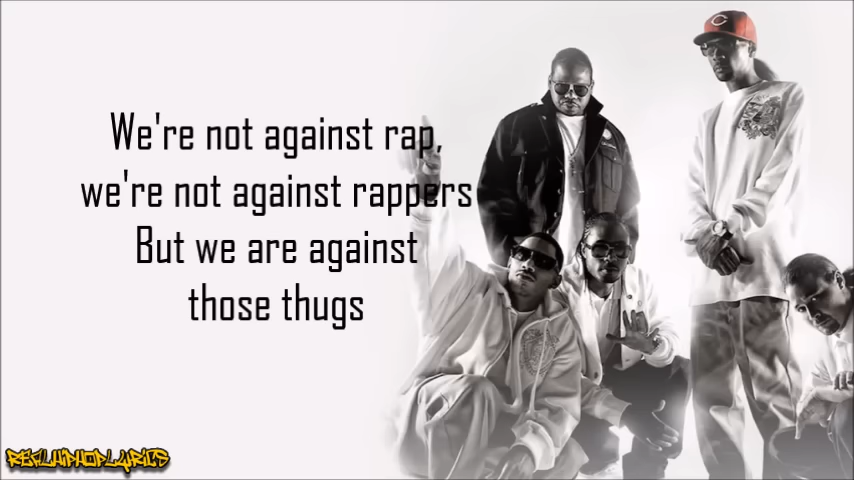 We're not against rap,
we're not against rappers
But we are against
those thugs
C
REALHIPHOPLYRICS